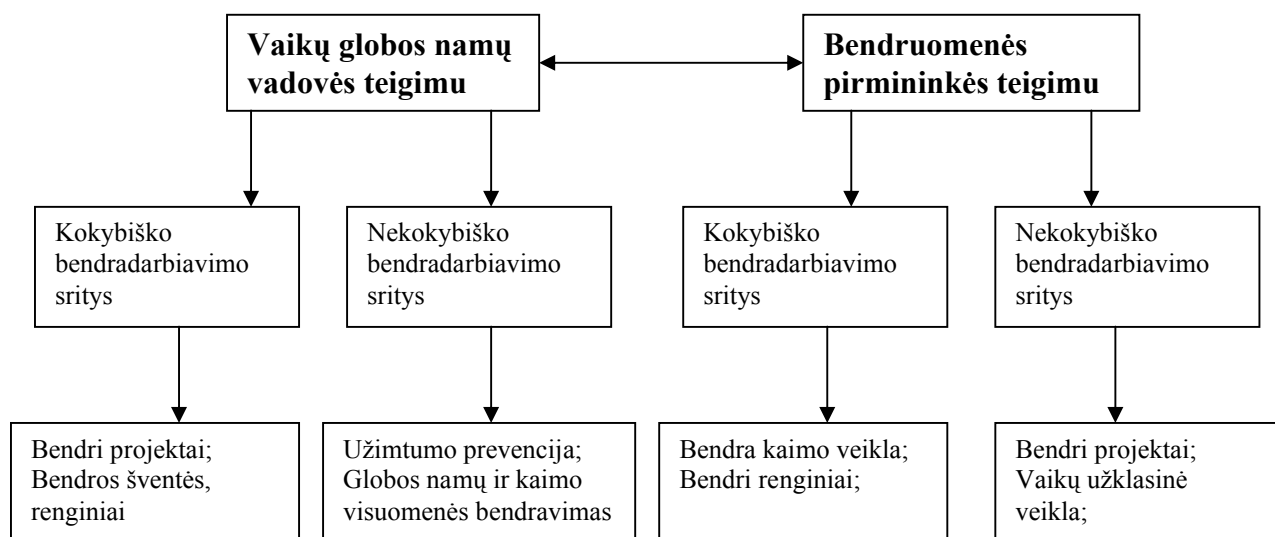 Vaikų globos namų
vadovės teigimu
Bendruomenės
pirmininkės teigimu
Kokybiško
bendradarbiavimo
sritys
Nekokybiško
bendradarbiavimo
sritys
Kokybiško
bendradarbiavimo
sritys
Nekokybiško
bendradarbiavimo
sritys
Bendri projektai;
Bendros šventės,
renginiai
Užimtumo prevencija;
Globos namų ir kaimo
visuomenės bendravimas
Bendra kaimo veikla;
Bendri renginiai;
Bendri projektai;
Vaikų užklasinė
veikla;